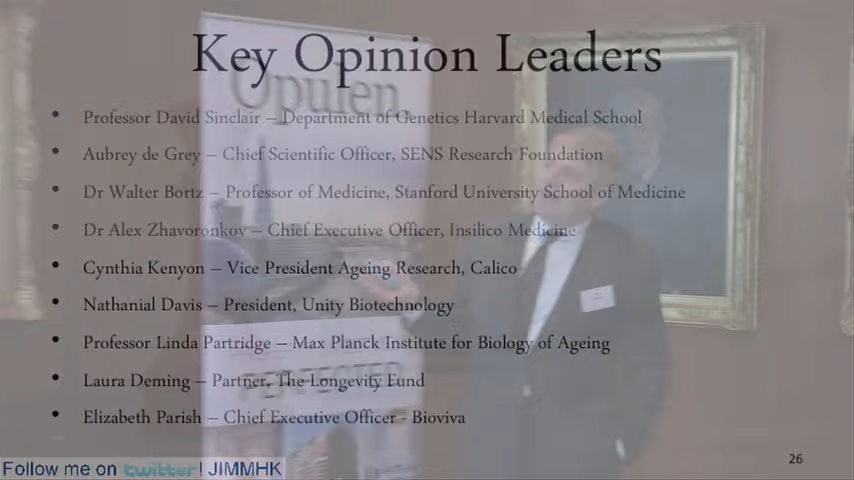 Key Opinion Leaders
Opulen
• Professor David Sinclair – Department of Genetics Harvard Medical School
• Aubrey de Grey – Chief Scientific Officer, SENS Research Foundation
• Dr Walter Bortz – Professor of Medicine, Stanford University School of Medicine
• Dr Alex Zhavoronkov – Chief Executive Officer, Insilico Medicine
• Cynthia Kenyon – Vice President Ageing Research, Calico
• Nathanial Davis – President, Unity Biotechnology
• Professor Linda Partridge – Max Planck Institute for Biology of Ageing
• Laura Deming – Partner, The Longevity Fund
• Elizabeth Parish – Chief Executive Officer - Bioviva
26
Follow me on twitter! JIMMHK